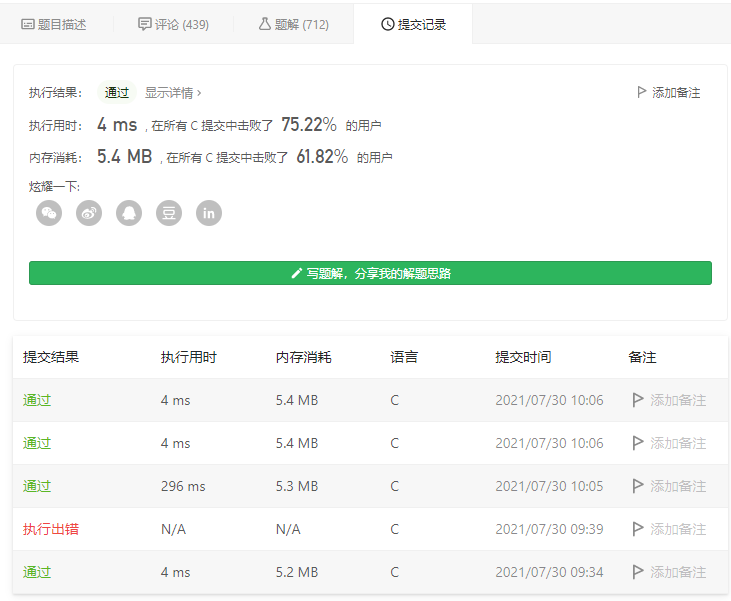 题目描述 评论 (439) 题解 (712) 提交记录
执行结果： 通过 显示详情 › 添加备注
执行用时： 4 ms , 在所有 C 提交中击败了 75.22% 的用户
内存消耗： 5.4 MB , 在所有 C 提交中击败了 61.82% 的用户
炫耀一下:
豆 in
写题解，分享我的解题思路
提交结果 执行用时 内存消耗 语言 提交时间 备注
通过 4 ms 5.4 MB C 2021/07/30 10:06 添加备注
通过 4 ms 5.4 MB C 2021/07/30 10:06 添加备注
通过 296 ms 5.3 MB C 2021/07/30 10:05 添加备注
执行出错 N/A N/A C 2021/07/30 09:39 添加备注
通过 4 ms 5.2 MB C 2021/07/30 09:34 添加备注